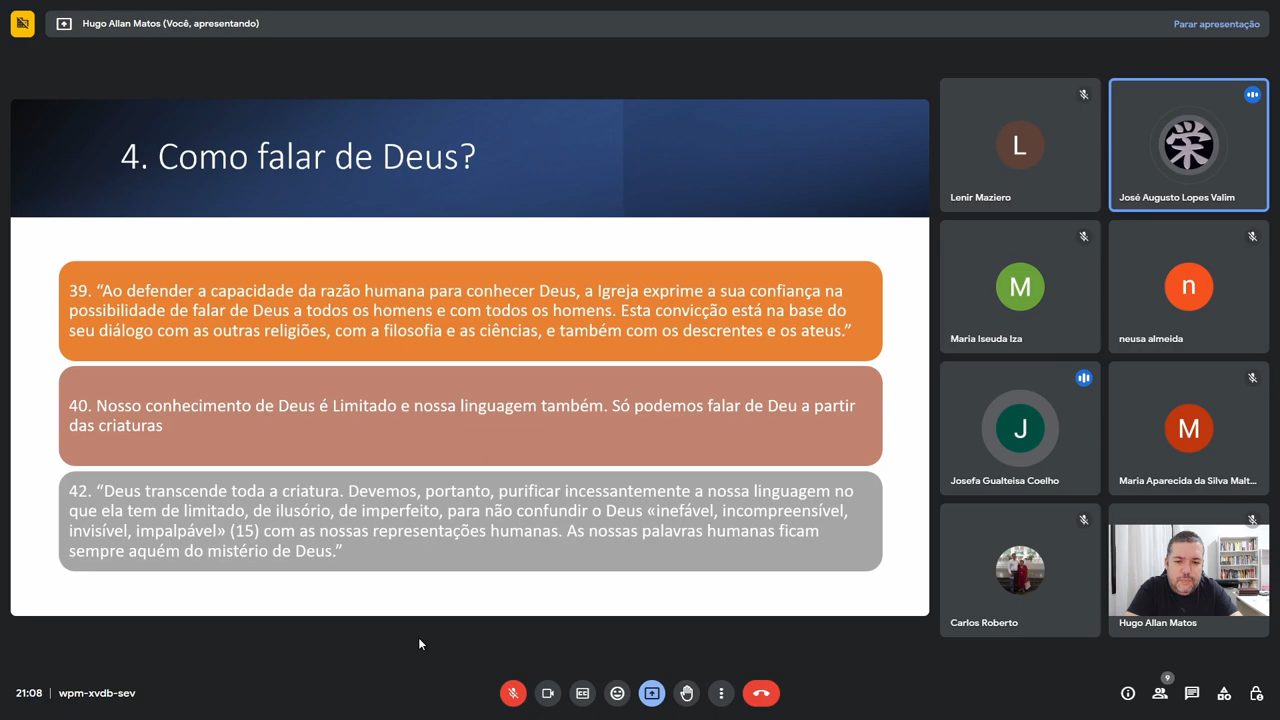 Hugo Allan Matos (Você, apresentando)
Parar apresentação
4. Como falar de Deus?
39. “Ao defender a capacidade da razão humana para conhecer Deus, a Igreja exprime a sua confiança na
possibilidade de falar de Deus a todos os homens e com todos os homens. Esta convicção está na base do
seu diálogo com as outras religiões, com a filosofia e as ciências, e também com os descrentes e os ateus.”
40. Nosso conhecimento de Deus é Limitado e nossa linguagem também. Só podemos falar de Deu a partir
das criaturas
42. “Deus transcende toda a criatura. Devemos, portanto, purificar incessantemente a nossa linguagem no
que ela tem de limitado, de ilusório, de imperfeito, para não confundir o Deus «inefável, incompreensível,
invisível, impalpável» (15) com as nossas representações humanas. As nossas palavras humanas ficam
sempre aquém do mistério de Deus.”
L
Lenir Maziero
栄
José Augusto Lopes Valim
M
Maria Iseuda Iza
n
neusa almeida
J
Josefa Gualteisa Coelho
M
Maria Aparecida da Silva Malt...
Carlos Roberto
Hugo Allan Matos
21:08 | wpm-xvdb-sev
9